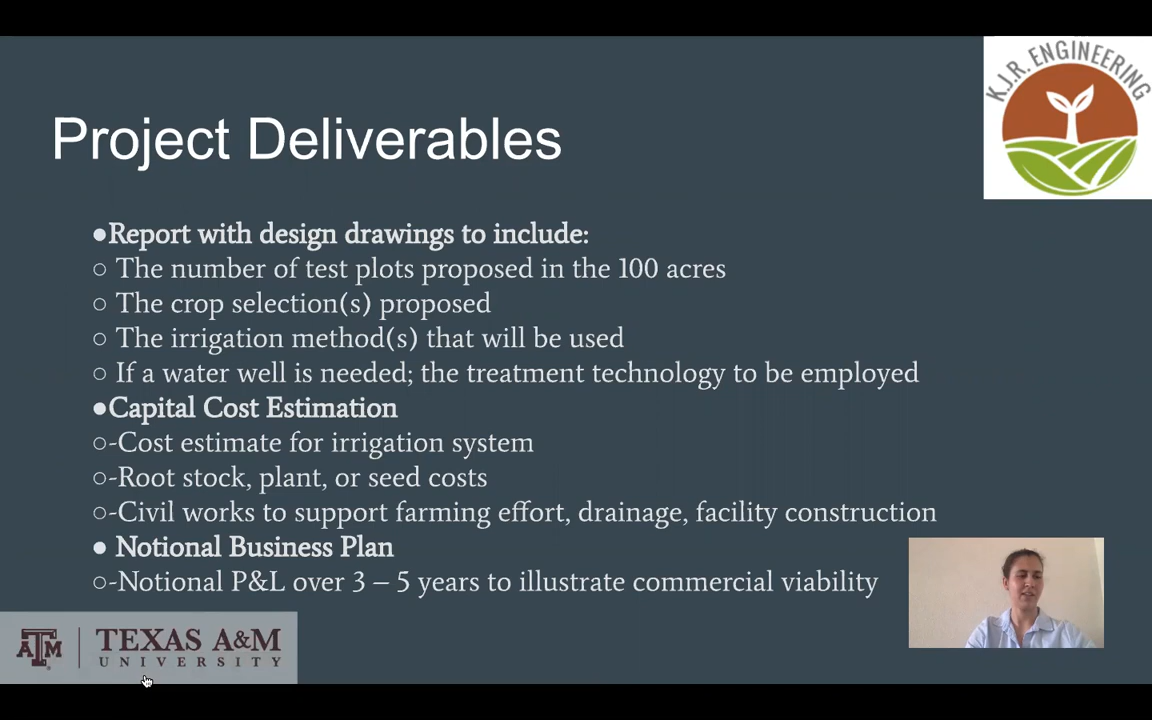 K.J.R. ENGINEERING
Project Deliverables
●Report with design drawings to include:
○ The number of test plots proposed in the 100 acres
○ The crop selection(s) proposed
○ The irrigation method(s) that will be used
○ If a water well is needed; the treatment technology to be employed
●Capital Cost Estimation
○-Cost estimate for irrigation system
○-Root stock, plant, or seed costs
○-Civil works to support farming effort, drainage, facility construction
● Notional Business Plan
○-Notional P&L over 3 – 5 years to illustrate commercial viability
ATM
TEXAS A&M
UNIVERSITY